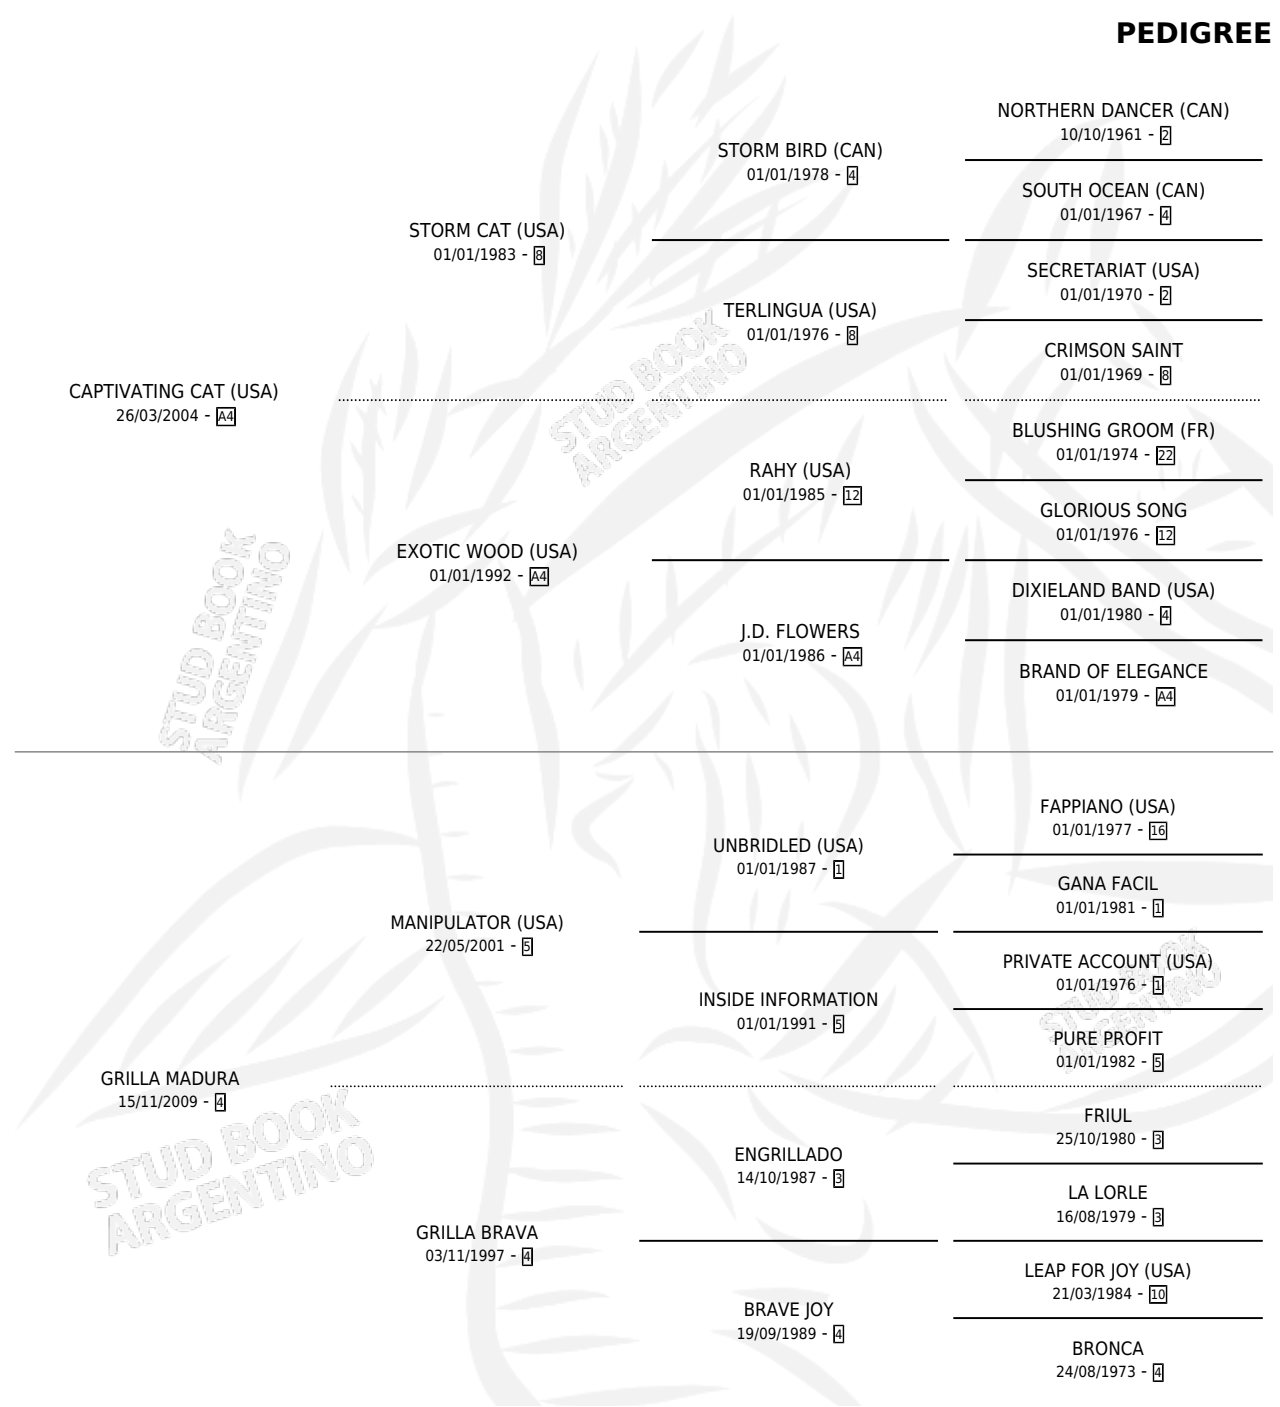 PEDIGREE
NORTHERN DANCER (CAN)
10/10/1961 - 2
STORM BIRD (CAN)
01/01/1978 - 4
SOUTH OCEAN (CAN)
01/01/1967 - 4
STORM CAT (USA)
01/01/1983 - 8
SECRETARIAT (USA)
01/01/1970 - 2
TERLINGUA (USA)
01/01/1976 - 8
CRIMSON SAINT
01/01/1969 - 8
CAPTIVATING CAT (USA)
26/03/2004 - A4
BLUSHING GROOM (FR)
01/01/1974 - 22
RAHY (USA)
01/01/1985 - 12
GLORIOUS SONG
01/01/1976 - 12
EXOTIC WOOD (USA)
01/01/1992 - A4
DIXIELAND BAND (USA)
01/01/1980 - 4
J.D. FLOWERS
01/01/1986 - A4
BRAND OF ELEGANCE
01/01/1979 - A4
FAPPIANO (USA)
01/01/1977 - 16
UNBRIDLED (USA)
01/01/1987 - 1
GANA FACIL
01/01/1981 - 1
MANIPULATOR (USA)
22/05/2001 - 5
PRIVATE ACCOUNT (USA)
01/01/1976 - 1
INSIDE INFORMATION
01/01/1991 - 5
PURE PROFIT
01/01/1982 - 5
GRILLA MADURA
15/11/2009 - 4
FRIUL
25/10/1980 - 3
ENGRILLADO
14/10/1987 - 3
LA LORLE
16/08/1979 - 3
GRILLA BRAVA
03/11/1997 - 4
LEAP FOR JOY (USA)
21/03/1984 - 10
BRAVE JOY
19/09/1989 - 4
BRONCA
24/08/1973 - 4
STUD BOOK
ARGENTINO
STUD BOOK
ARGENTINO
STUD BOOK
ARGENTINO
STUD BOOK
ARGENTINO